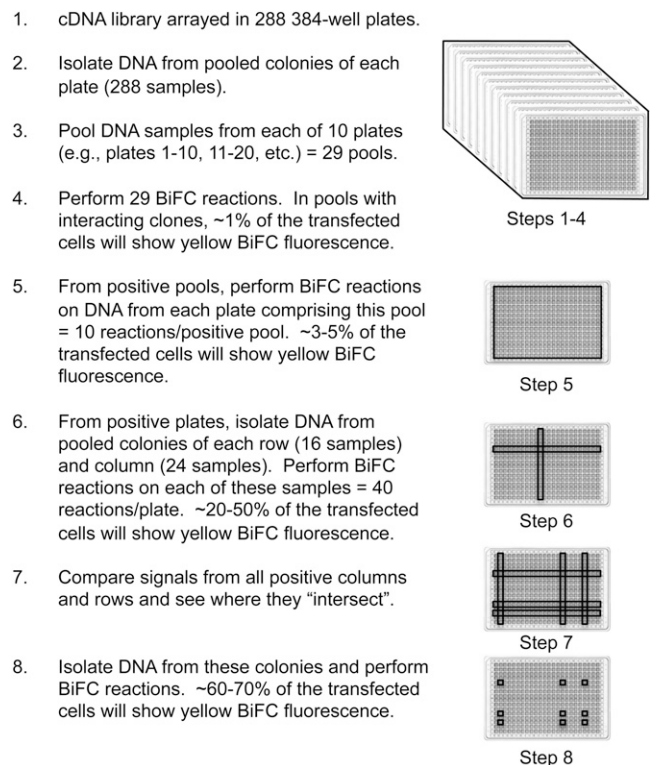 1. cDNA library arrayed in 288 384-well plates.
2. Isolate DNA from pooled colonies of each
plate (288 samples).
3. Pool DNA samples from each of 10 plates
(e.g., plates 1-10, 11-20, etc.) = 29 pools.
4. Perform 29 BiFC reactions. In pools with
interacting clones, ~1% of the transfected
cells will show yellow BiFC fluorescence.
Steps 1-4
5. From positive pools, perform BiFC reactions
on DNA from each plate comprising this pool
= 10 reactions/positive pool. ~3-5% of the
transfected cells will show yellow BiFC
fluorescence.
Step 5
6. From positive plates, isolate DNA from
pooled colonies of each row (16 samples)
and column (24 samples). Perform BiFC
reactions on each of these samples = 40
reactions/plate. ~20-50% of the transfected
cells will show yellow BiFC fluorescence.
Step 6
7. Compare signals from all positive columns
and rows and see where they “intersect”.
Step 7
8. Isolate DNA from these colonies and perform
BiFC reactions. ~60-70% of the transfected
cells will show yellow BiFC fluorescence.
Step 8